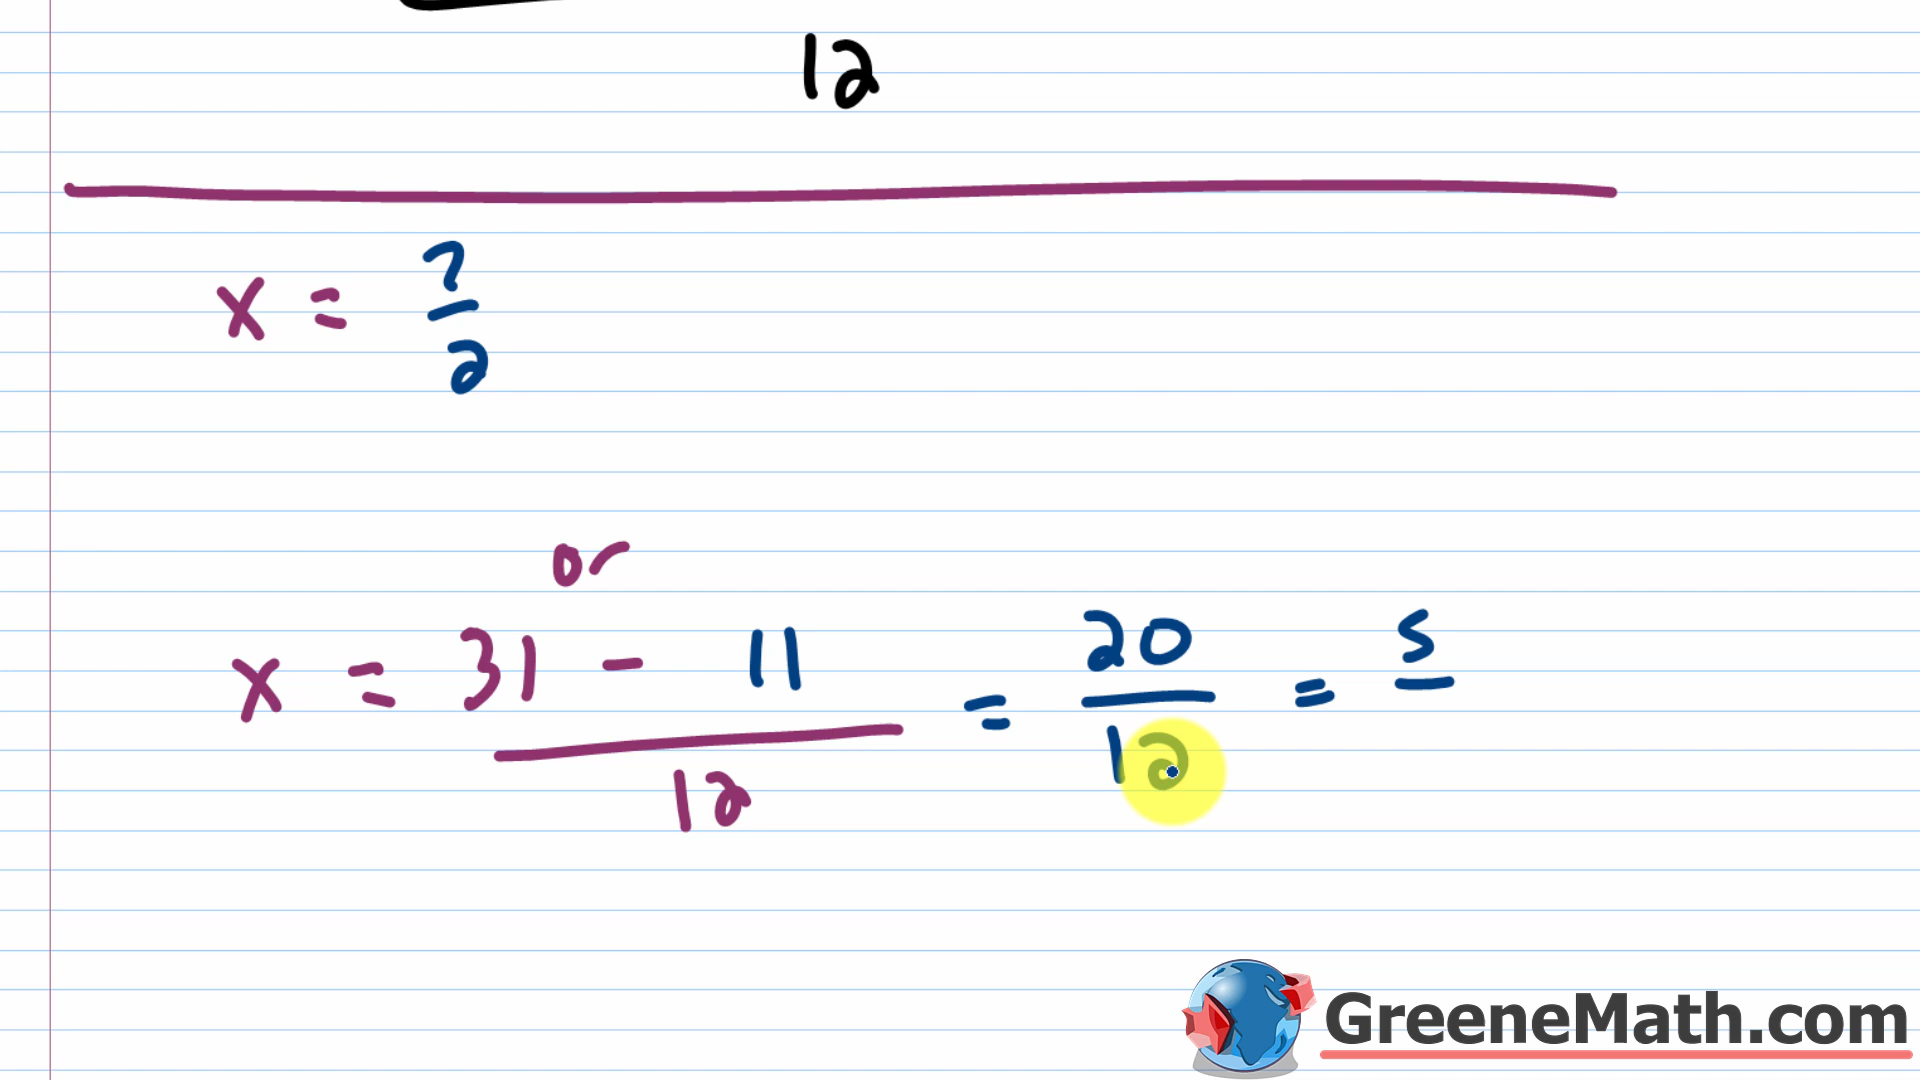 12
x = 7/2
or
x = 31 - 11 / 12 = 20/12 = 5/
GreeneMath.com